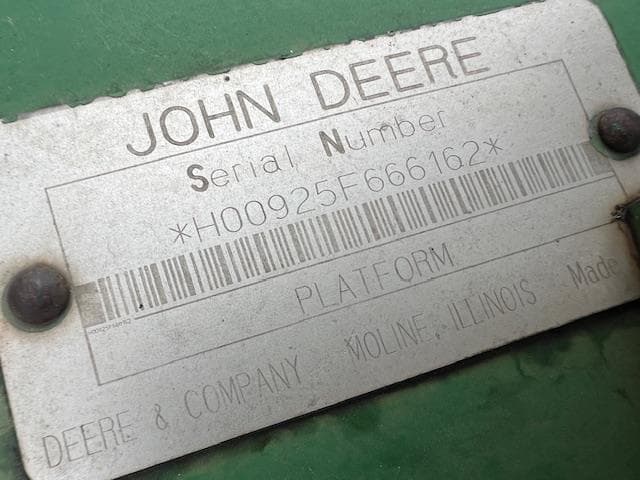 JOHN DEERE
Serial Number
*H00925F666162*
PLATFORM
DEERE & COMPANY MOLINE, ILLINOIS Made